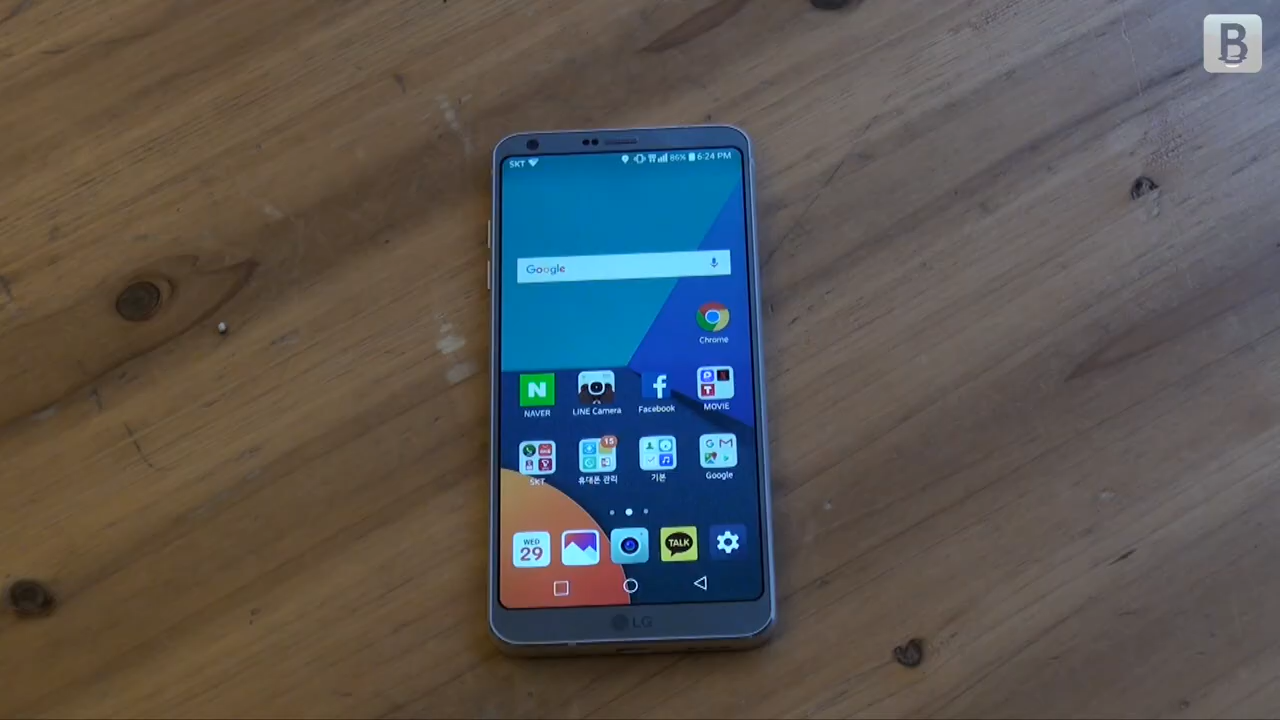 B
SKT 86% 6:24 PM
Google
Chrome
N
NAVER LINE Camera Facebook MOVIE
15
SKT 휴대폰 관리 기본 Google
WED
29
TALK
LG